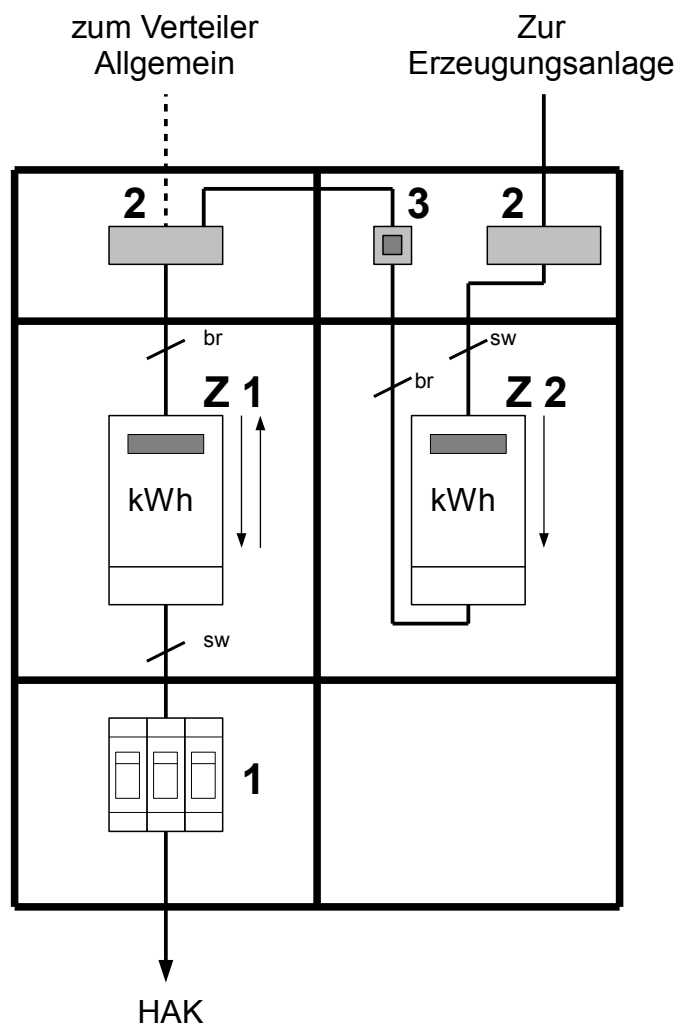 zum Verteiler
Allgemein
Zur
Erzeugungsanlage
2
3
2
br
sw
br
Z 1
Z 2
kWh
kWh
sw
1
HAK